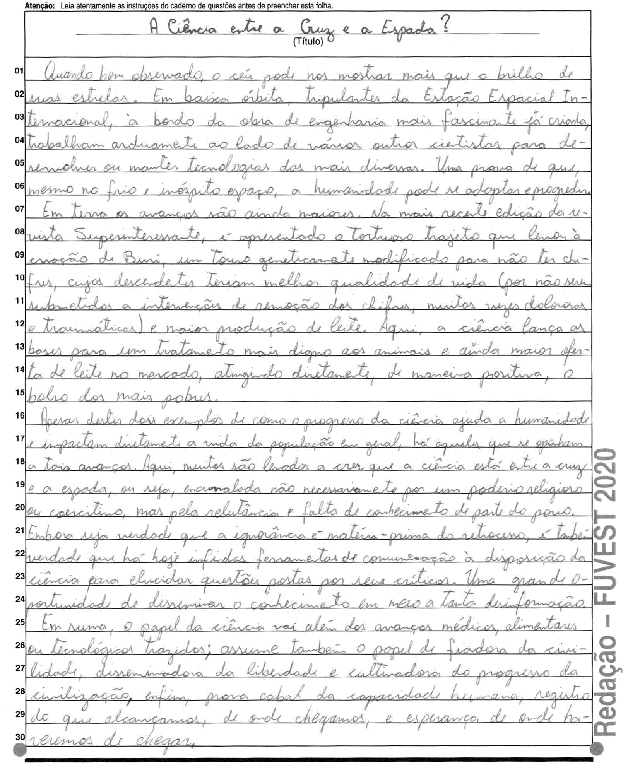 Atenção: Leia atentamente as instruções do caderno de questões antes de preencher esta folha.
A Ciência entre a Cruz e a Espada?
(Título)
01 Quando bem observado, o céu pode nos mostrar mais que o brilho de
02 suas estrelas. Em baixa órbita, tripulantes da Estação Espacial In-
03 ternacional, à bordo da obra de engenharia mais fascinante já criada,
04 trabalham arduamente ao lado de vários outros cientistas para de-
05 senvolver ou manter tecnologias das mais diversas. Uma prova de que,
06 mesmo no frio e inóspito espaço, a humanidade pode se adaptar e progredir.
07 Em terra os avanços são ainda maiores. Na mais recente edição da re-
08 vista Superinteressante, é apresentado o tortuoso trajeto que levou à
09 criação de Buri, um touro geneticamente modificado para não ter chi-
10 fres, cujos descendentes teriam melhor qualidade de vida (por não serem
11 submetidos a intervenções de remoção dos chifres, muitas vezes dolorosas
12 e traumáticas) e maior produção de leite. Aqui, a ciência lança as
13 bases para um tratamento mais digno aos animais e ainda maior ofer-
14 ta de leite no mercado, atingindo diretamente, de maneira positiva, o
15 bolso dos mais pobres.
16 Apesar destes dois exemplos de como o progresso da ciência ajuda a humanidade
17 e impactam diretamente a vida da população em geral, há aqueles que se oponham
18 a tais avanços. Aqui, muitos são levados a crer que a ciência está entre a cruz
19 e a espada, ou seja, encurralada não necessariamente por um poderio religioso
20 ou coercitivo, mas pela relutância e falta de conhecimento de parte do povo.
21 Embora seja verdade que a ignorância é matéria-prima do retrocesso, é também
22 verdade que há hoje infindas ferramentas de comunicação à disposição da
23 ciência para elucidar questões postas por seus críticos. Uma grande o-
24 portunidade de disseminar o conhecimento em meio a tanta desinformação.
25 Em suma, o papel da ciência vai além dos avanços médicos, alimentares
26 ou tecnológicos trazidos; assume também o papel de fiadora da civi-
27 lidade, disseminadora da liberdade e cultivadora do progresso da
28 civilização, enfim, prova cabal da capacidade humana, registro
29 do que alcançamos, de onde chegamos, e esperança de onde ha-
30 veremos de chegar.
Redação – FUVEST 2020